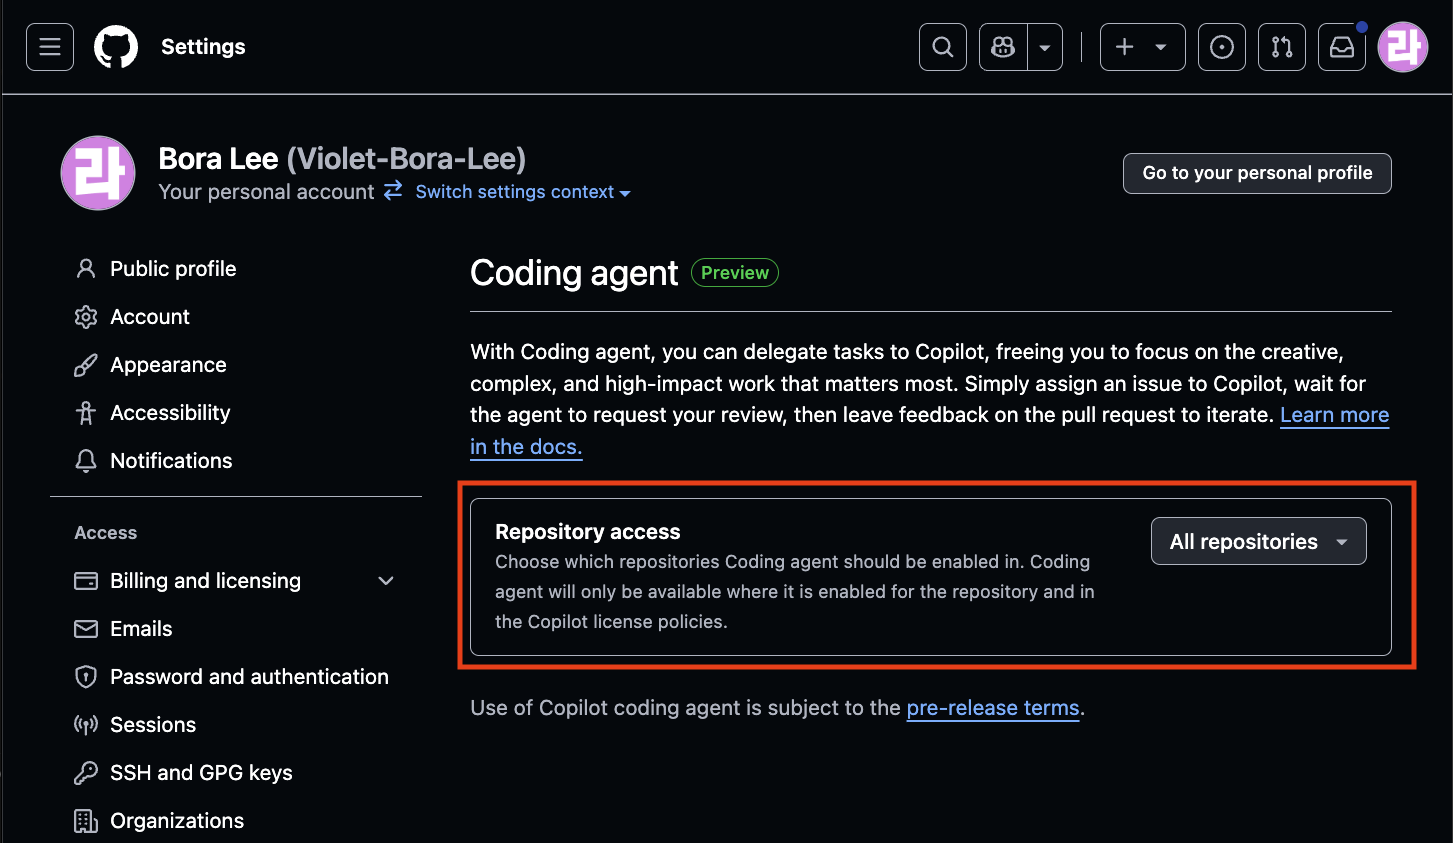 Settings
라
라
Bora Lee (Violet-Bora-Lee)
Your personal account
Switch settings context
Go to your personal profile
Public profile
Account
Appearance
Accessibility
Notifications
Access
Billing and licensing
Emails
Password and authentication
Sessions
SSH and GPG keys
Organizations
Coding agent
Preview
With Coding agent, you can delegate tasks to Copilot, freeing you to focus on the creative,
complex, and high-impact work that matters most. Simply assign an issue to Copilot, wait for
the agent to request your review, then leave feedback on the pull request to iterate. Learn more
in the docs.
Repository access
Choose which repositories Coding agent should be enabled in. Coding
agent will only be available where it is enabled for the repository and in
the Copilot license policies.
All repositories
Use of Copilot coding agent is subject to the pre-release terms.